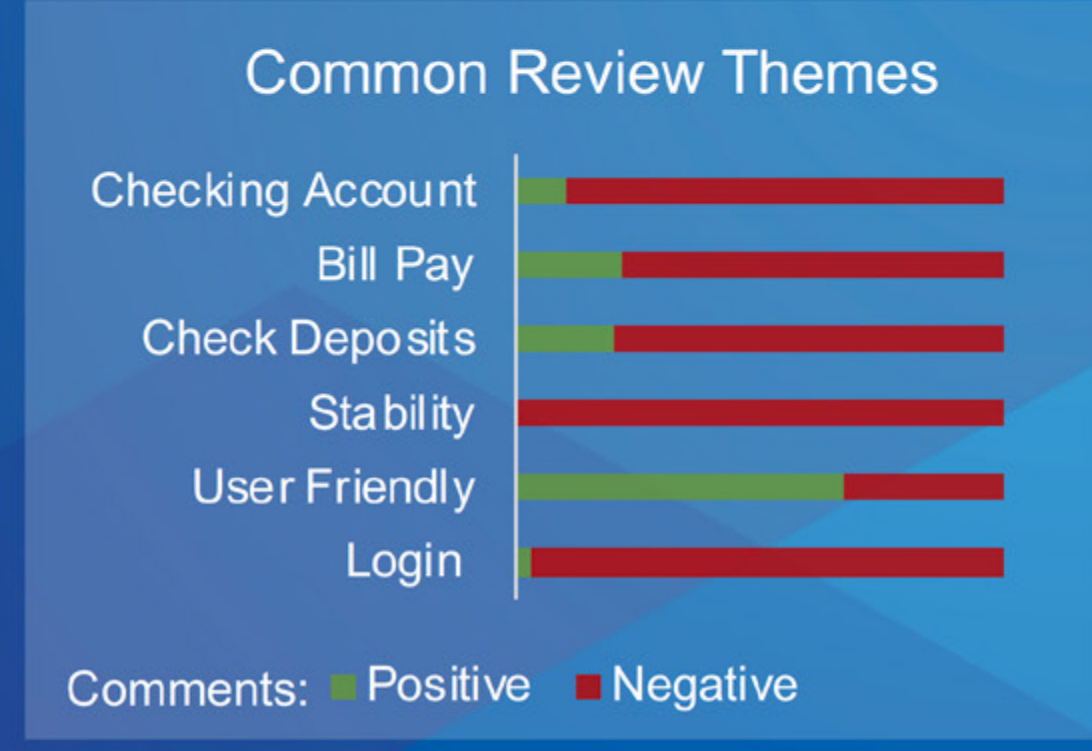 Common Review Themes
Checking Account
Bill Pay
Check Deposits
Stability
User Friendly
Login
Comments: Positive Negative